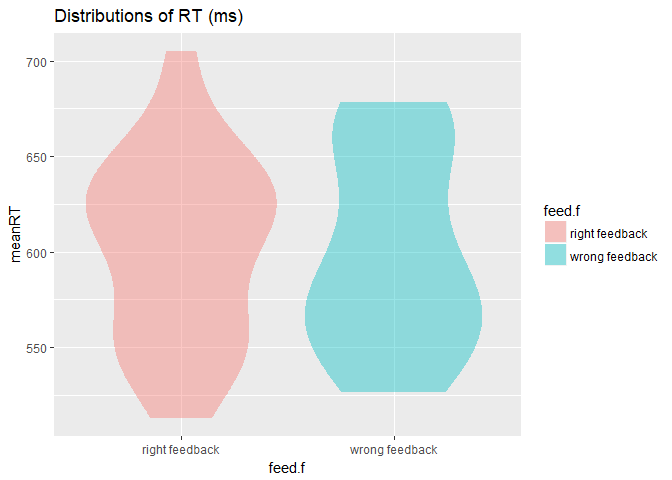 Distributions of RT (ms)
700
650
600
550
meanRT
right feedback
wrong feedback
feed.f
feed.f
right feedback
wrong feedback